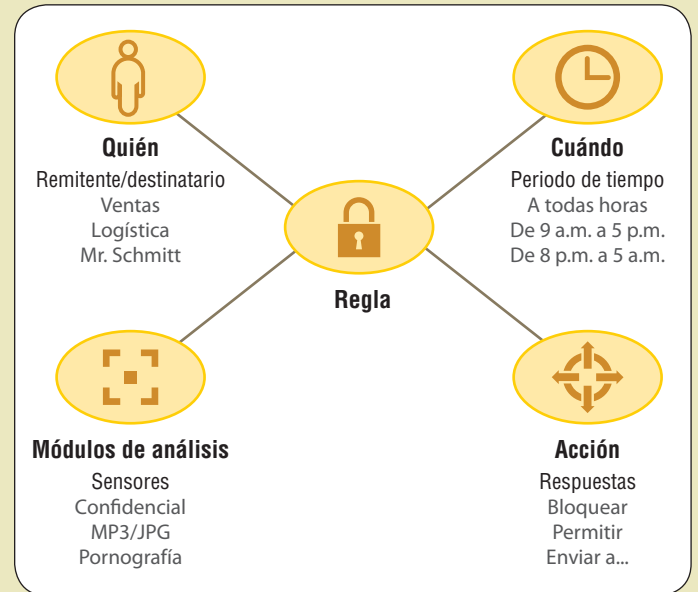 Quién
Remitente/destinatario
Ventas
Logística
Mr. Schmitt
Cuándo
Periodo de tiempo
A todas horas
De 9 a.m. a 5 p.m.
De 8 p.m. a 5 a.m.
Regla
Módulos de análisis
Sensores
Confidencial
MP3/JPG
Pornografía
Acción
Respuestas
Bloquear
Permitir
Enviar a...